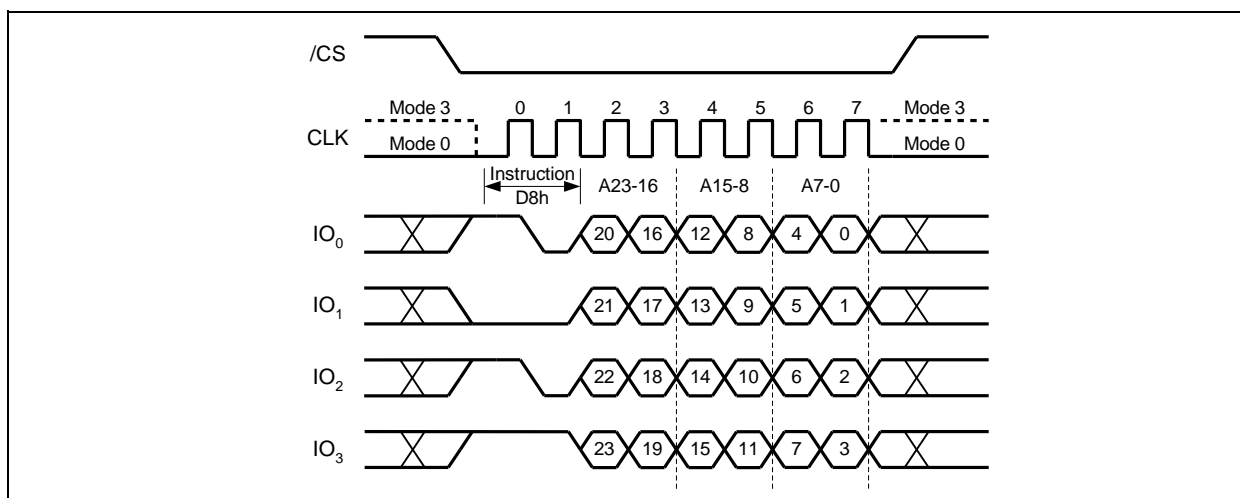 /CS
Mode 3 0 1 2 3 4 5 6 7 Mode 3
CLK
Mode 0 Mode 0
Instruction
D8h A23-16 A15-8 A7-0
IO0 20 16 12 8 4 0
IO1 21 17 13 9 5 1
IO2 22 18 14 10 6 2
IO3 23 19 15 11 7 3